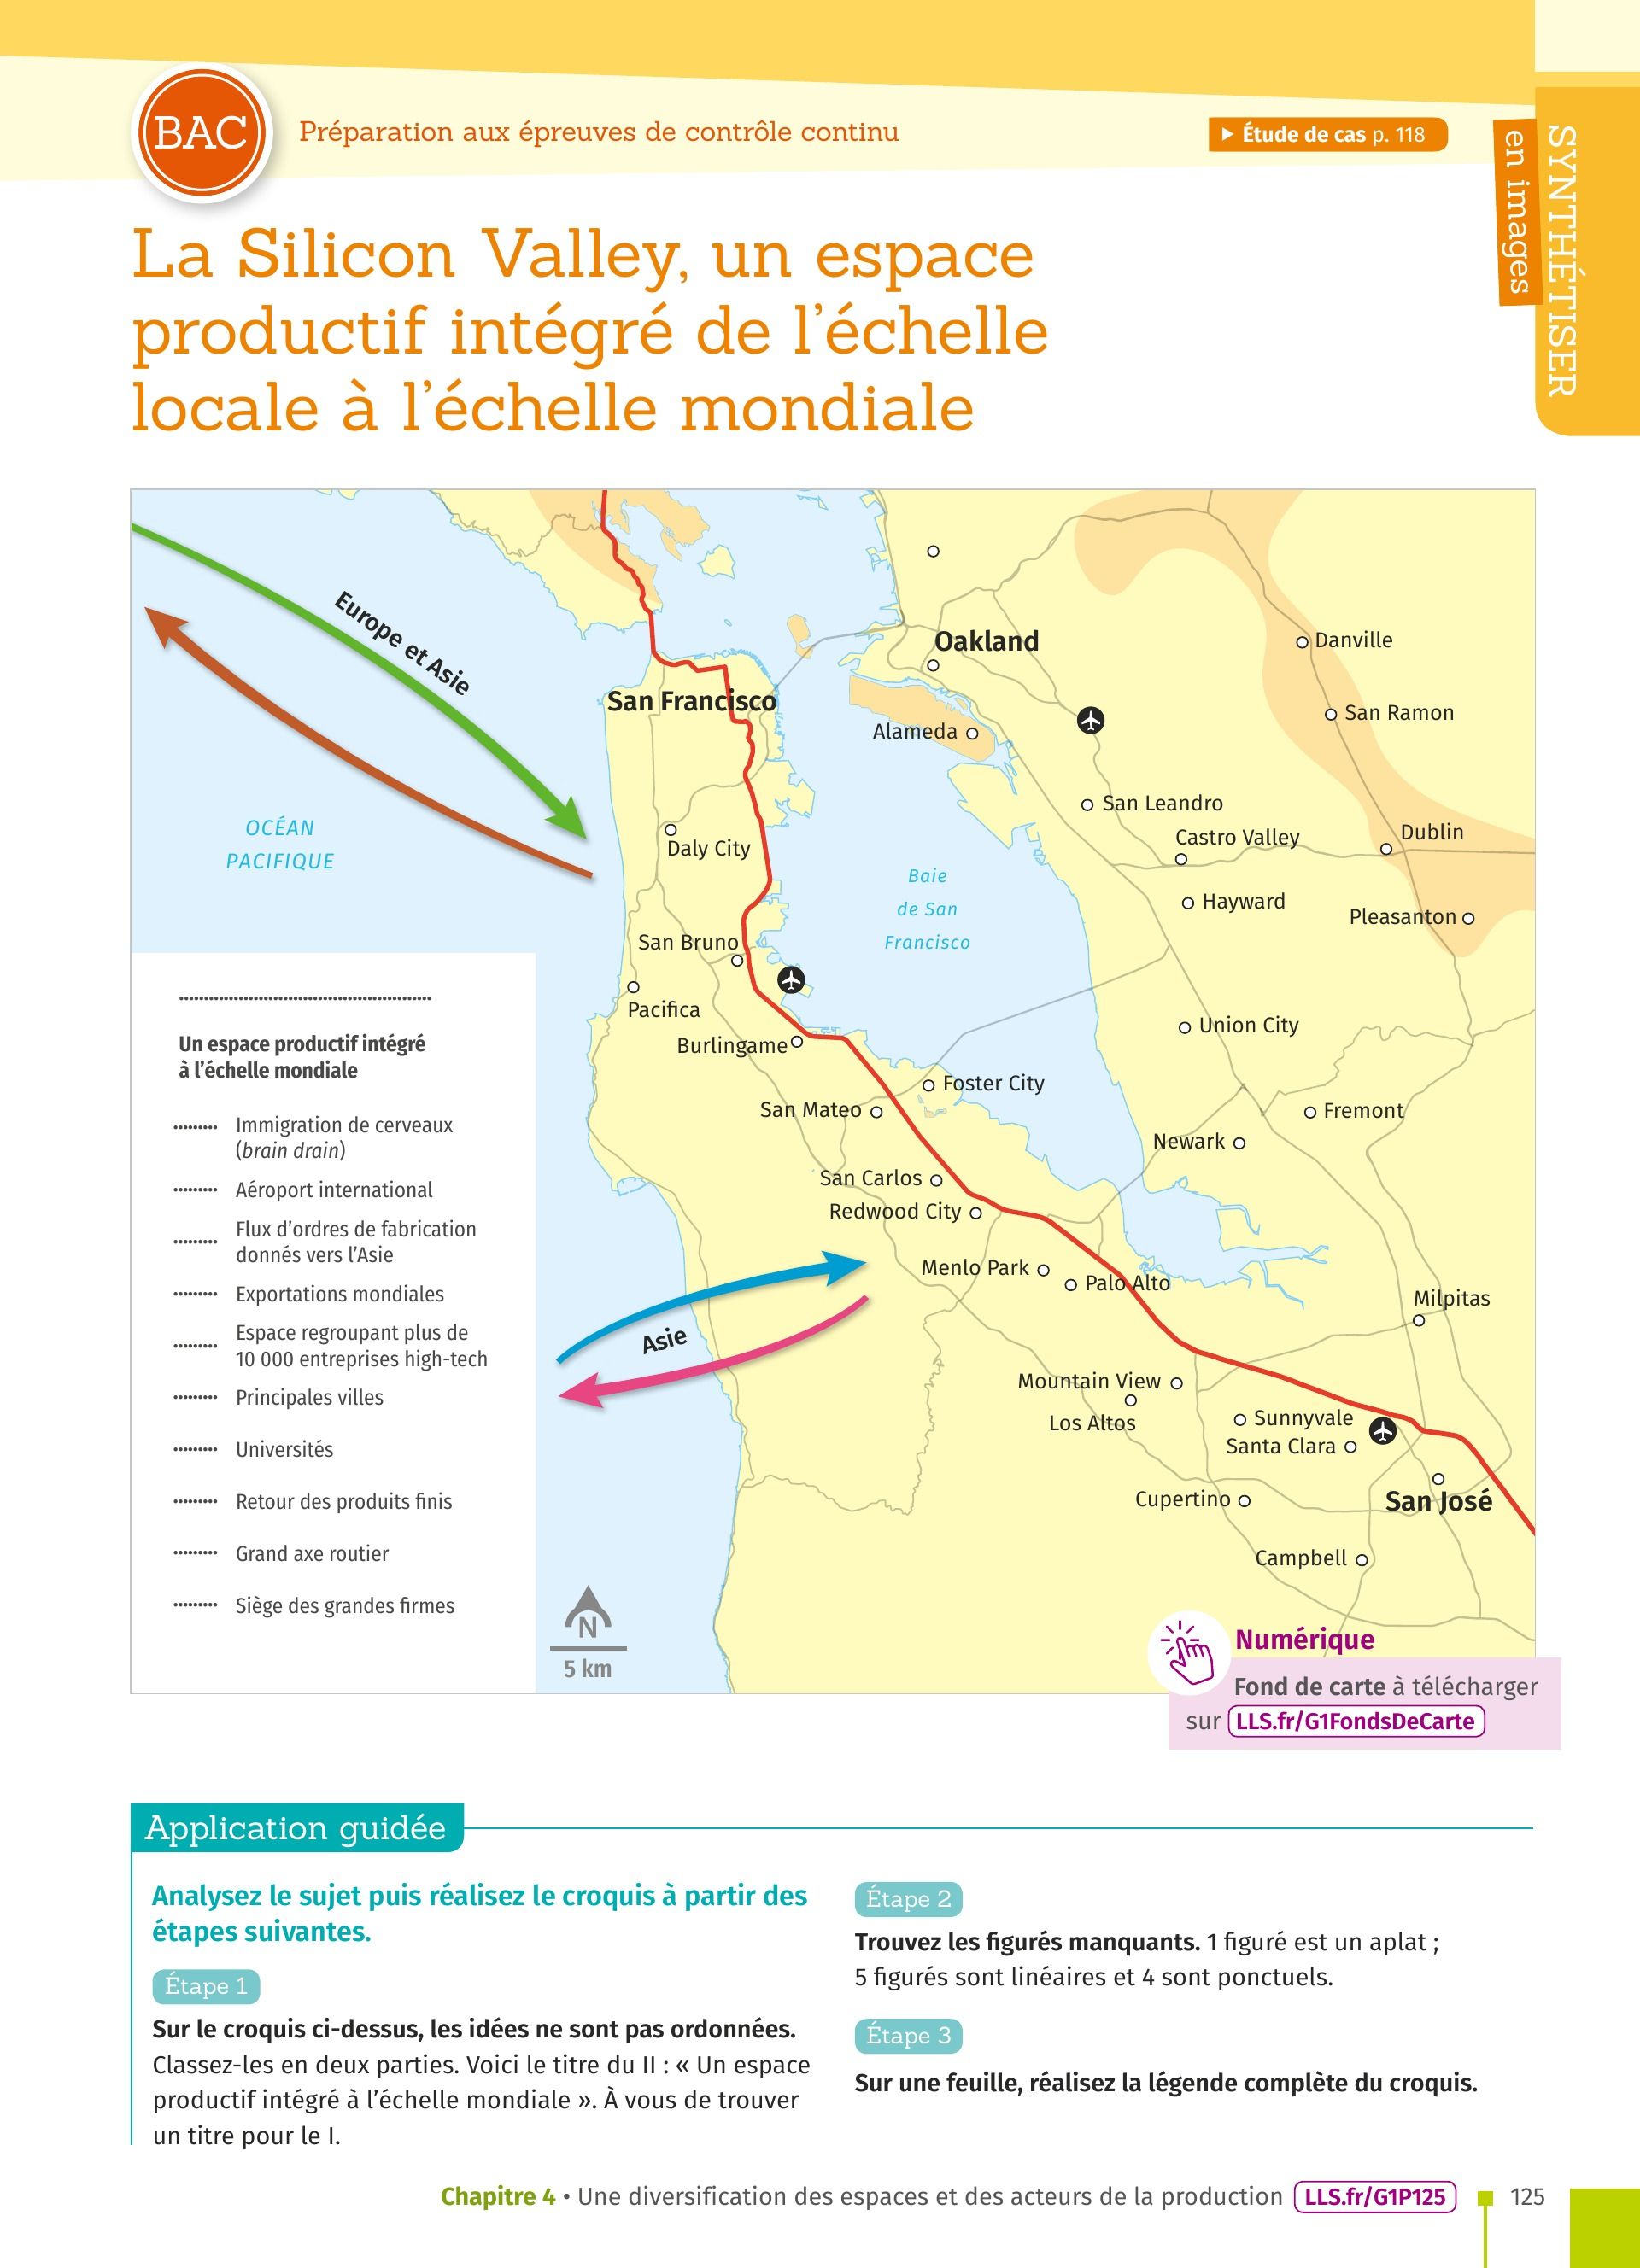 BAC
Préparation aux épreuves de contrôle continu
Étude de cas p. 118
SYNTHÉTISER
en images
La Silicon Valley, un espace
productif intégré de l'échelle
locale à l'échelle mondiale
Europe et Asie
Oakland
Danville
San Francisco
San Ramon
Alameda
San Leandro
OCÉAN
PACIFIQUE
Castro Valley
Dublin
Daly City
Baie
de San
Francisco
Hayward
Pleasanton
San Bruno
Pacifica
Union City
Burlingame
Foster City
San Mateo
Fremont
Newark
San Carlos
Redwood City
Menlo Park
Palo Alto
Milpitas
Asie
Mountain View
Los Altos
Sunnyvale
Santa Clara
Cupertino
San José
Campbell
Un espace productif intégré
à l'échelle mondiale
Immigration de cerveaux
(brain drain)
Aéroport international
Flux d'ordres de fabrication
donnés vers l'Asie
Exportations mondiales
Espace regroupant plus de
10 000 entreprises high-tech
Principales villes
Universités
Retour des produits finis
Grand axe routier
Siège des grandes firmes
N
5 km
Numérique
Fond de carte à télécharger
sur LLS.fr/G1FondsDeCarte
Application guidée
Analysez le sujet puis réalisez le croquis à partir des
étapes suivantes.
Étape 1
Sur le croquis ci-dessus, les idées ne sont pas ordonnées.
Classez-les en deux parties. Voici le titre du II : « Un espace
productif intégré à l'échelle mondiale ». À vous de trouver
un titre pour le I.
Étape 2
Trouvez les figurés manquants. 1 figuré est un aplat ;
5 figurés sont linéaires et 4 sont ponctuels.
Étape 3
Sur une feuille, réalisez la légende complète du croquis.
Chapitre 4 • Une diversification des espaces et des acteurs de la production LLS.fr/G1P125 125